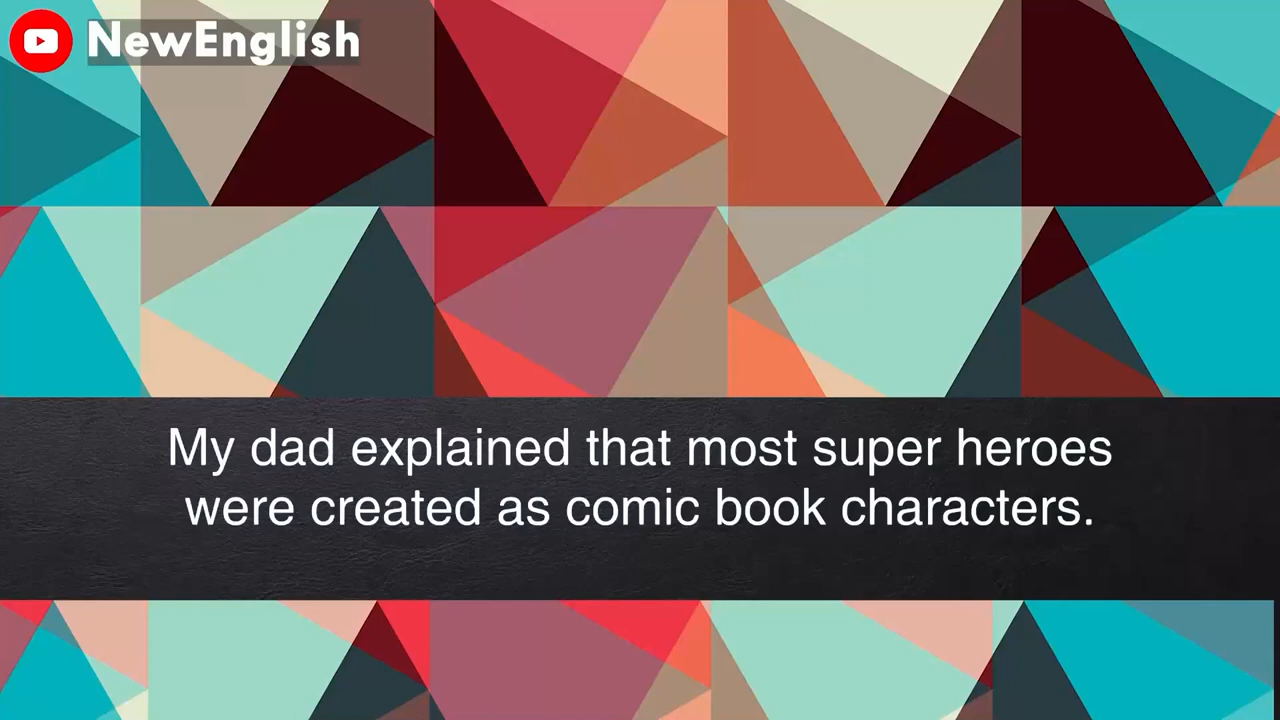 NewEnglish
My dad explained that most super heroes
were created as comic book characters.